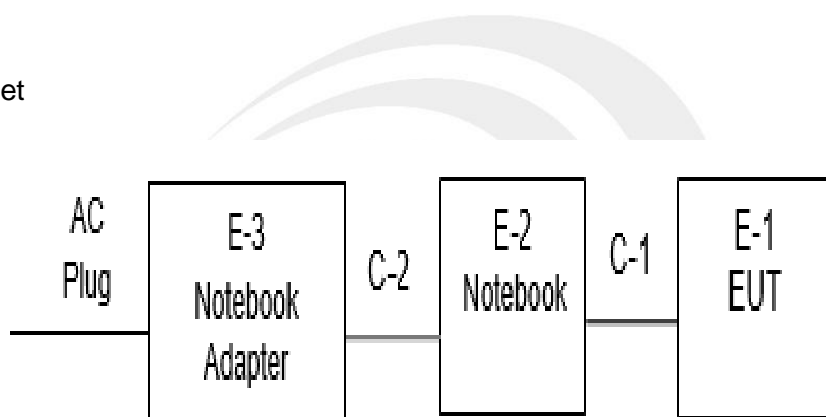 et
AC
Plug
E-3
Notebook
Adapter
C-2
E-2
Notebook
C-1
E-1
EUT